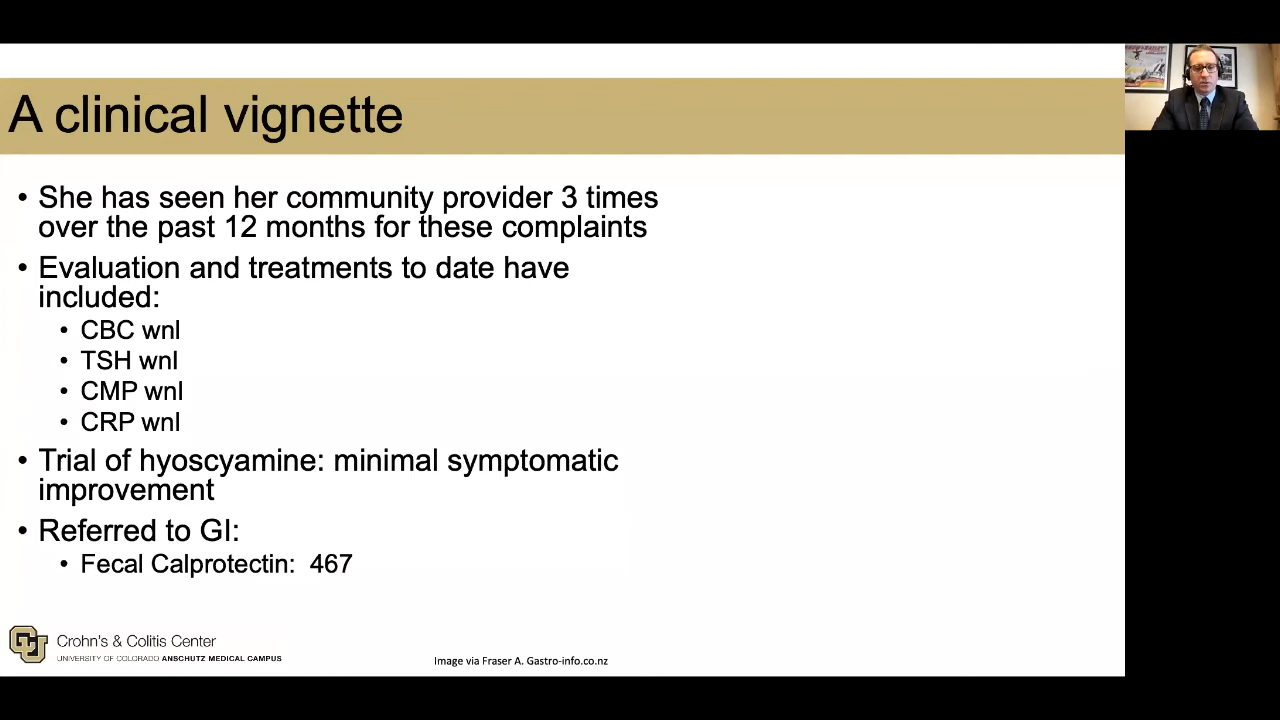 A clinical vignette
• She has seen her community provider 3 times
over the past 12 months for these complaints
• Evaluation and treatments to date have
included:
• CBC wnl
• TSH wnl
• CMP wnl
• CRP wnl
• Trial of hyoscyamine: minimal symptomatic
improvement
• Referred to GI:
• Fecal Calprotectin: 467
CU
Crohn's & Colitis Center
UNIVERSITY OF COLORADO ANSCHUTZ MEDICAL CAMPUS
Image via Fraser A. Gastro-info.co.nz